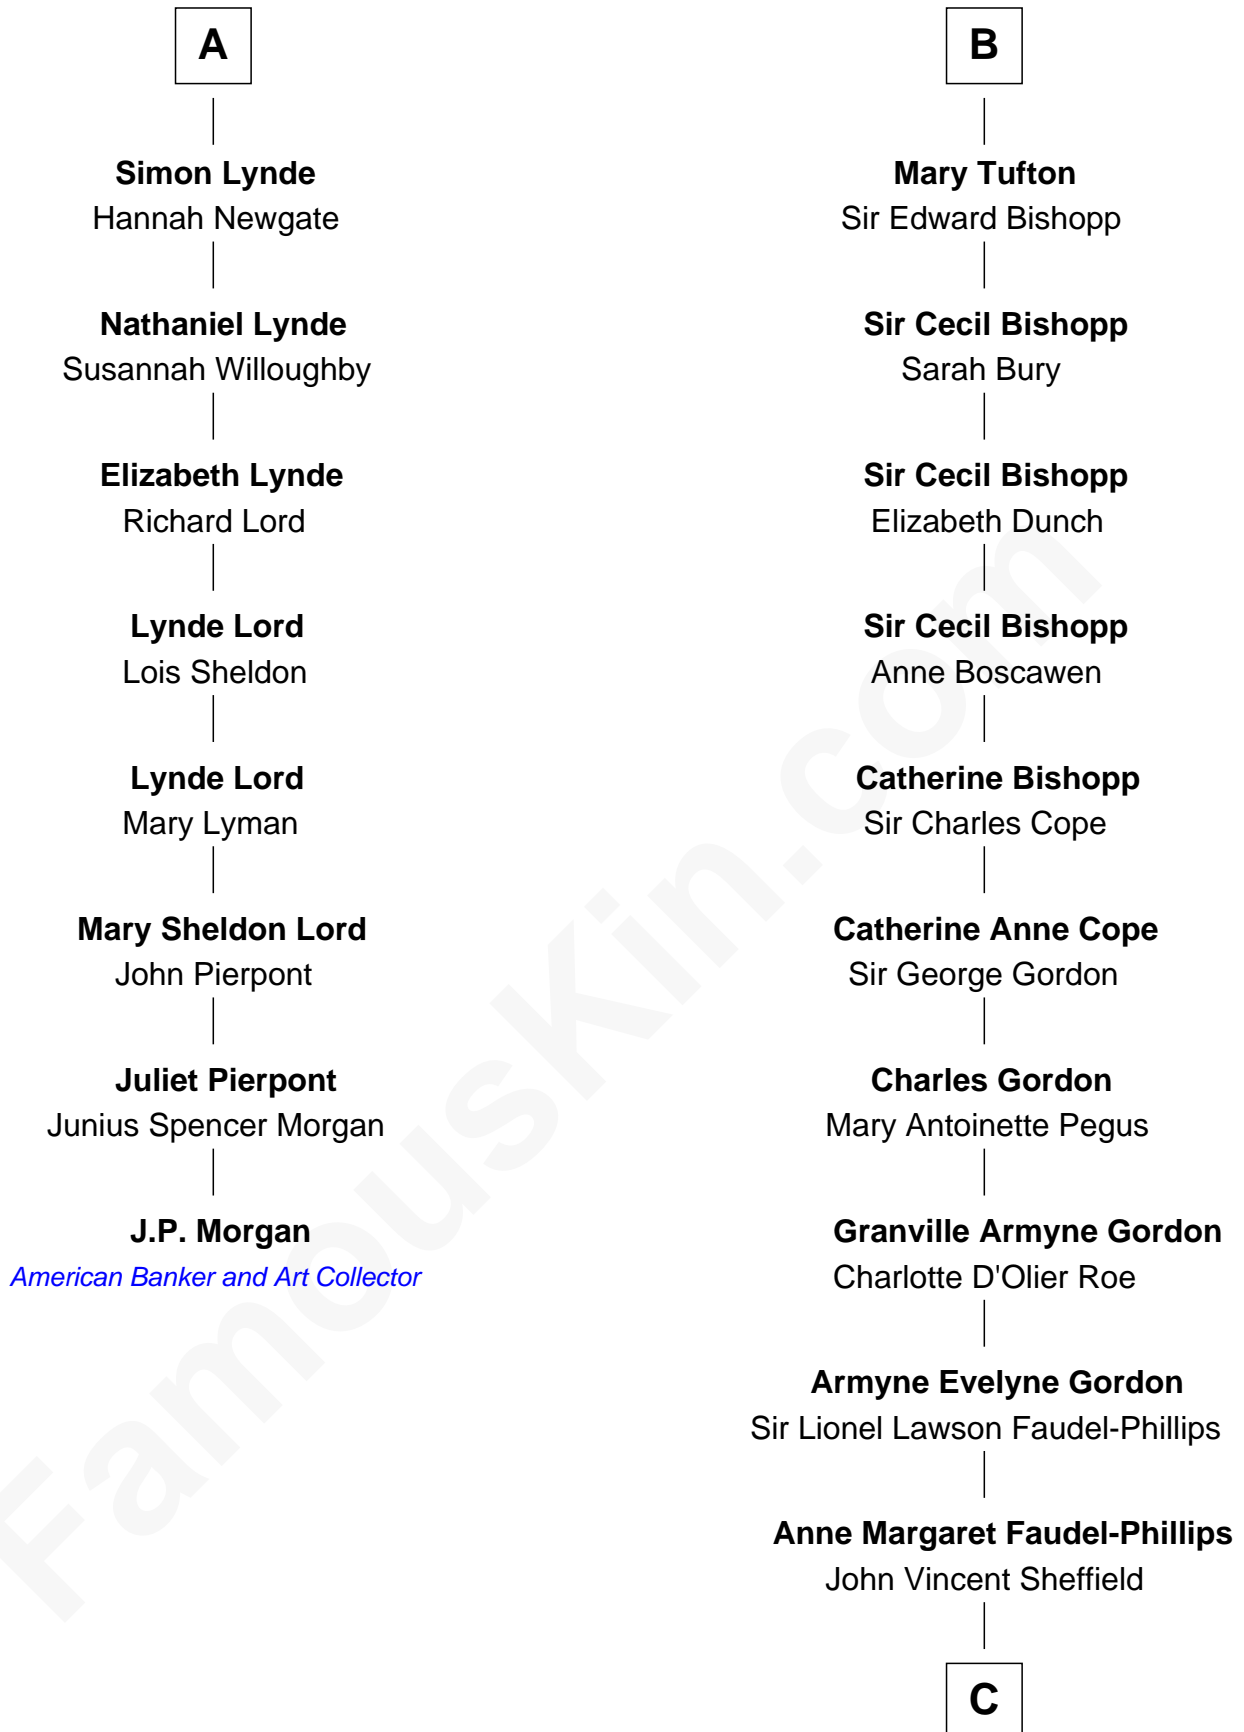 A
Simon Lynde
Hannah Newgate
Nathaniel Lynde
Susannah Willoughby
Elizabeth Lynde
Richard Lord
Lynde Lord
Lois Sheldon
Lynde Lord
Mary Lyman
Mary Sheldon Lord
John Pierpont
Juliet Pierpont
Junius Spencer Morgan
J.P. Morgan
American Banker and Art Collector
B
Mary Tufton
Sir Edward Bishopp
Sir Cecil Bishopp
Sarah Bury
Sir Cecil Bishopp
Elizabeth Dunch
Sir Cecil Bishopp
Anne Boscawen
Catherine Bishopp
Sir Charles Cope
Catherine Anne Cope
Sir George Gordon
Charles Gordon
Mary Antoinette Pegus
Granville Armyne Gordon
Charlotte D'Olier Roe
Armyne Evelyne Gordon
Sir Lionel Lawson Faudel-Phillips
Anne Margaret Faudel-Phillips
John Vincent Sheffield
C
FamousKin.com